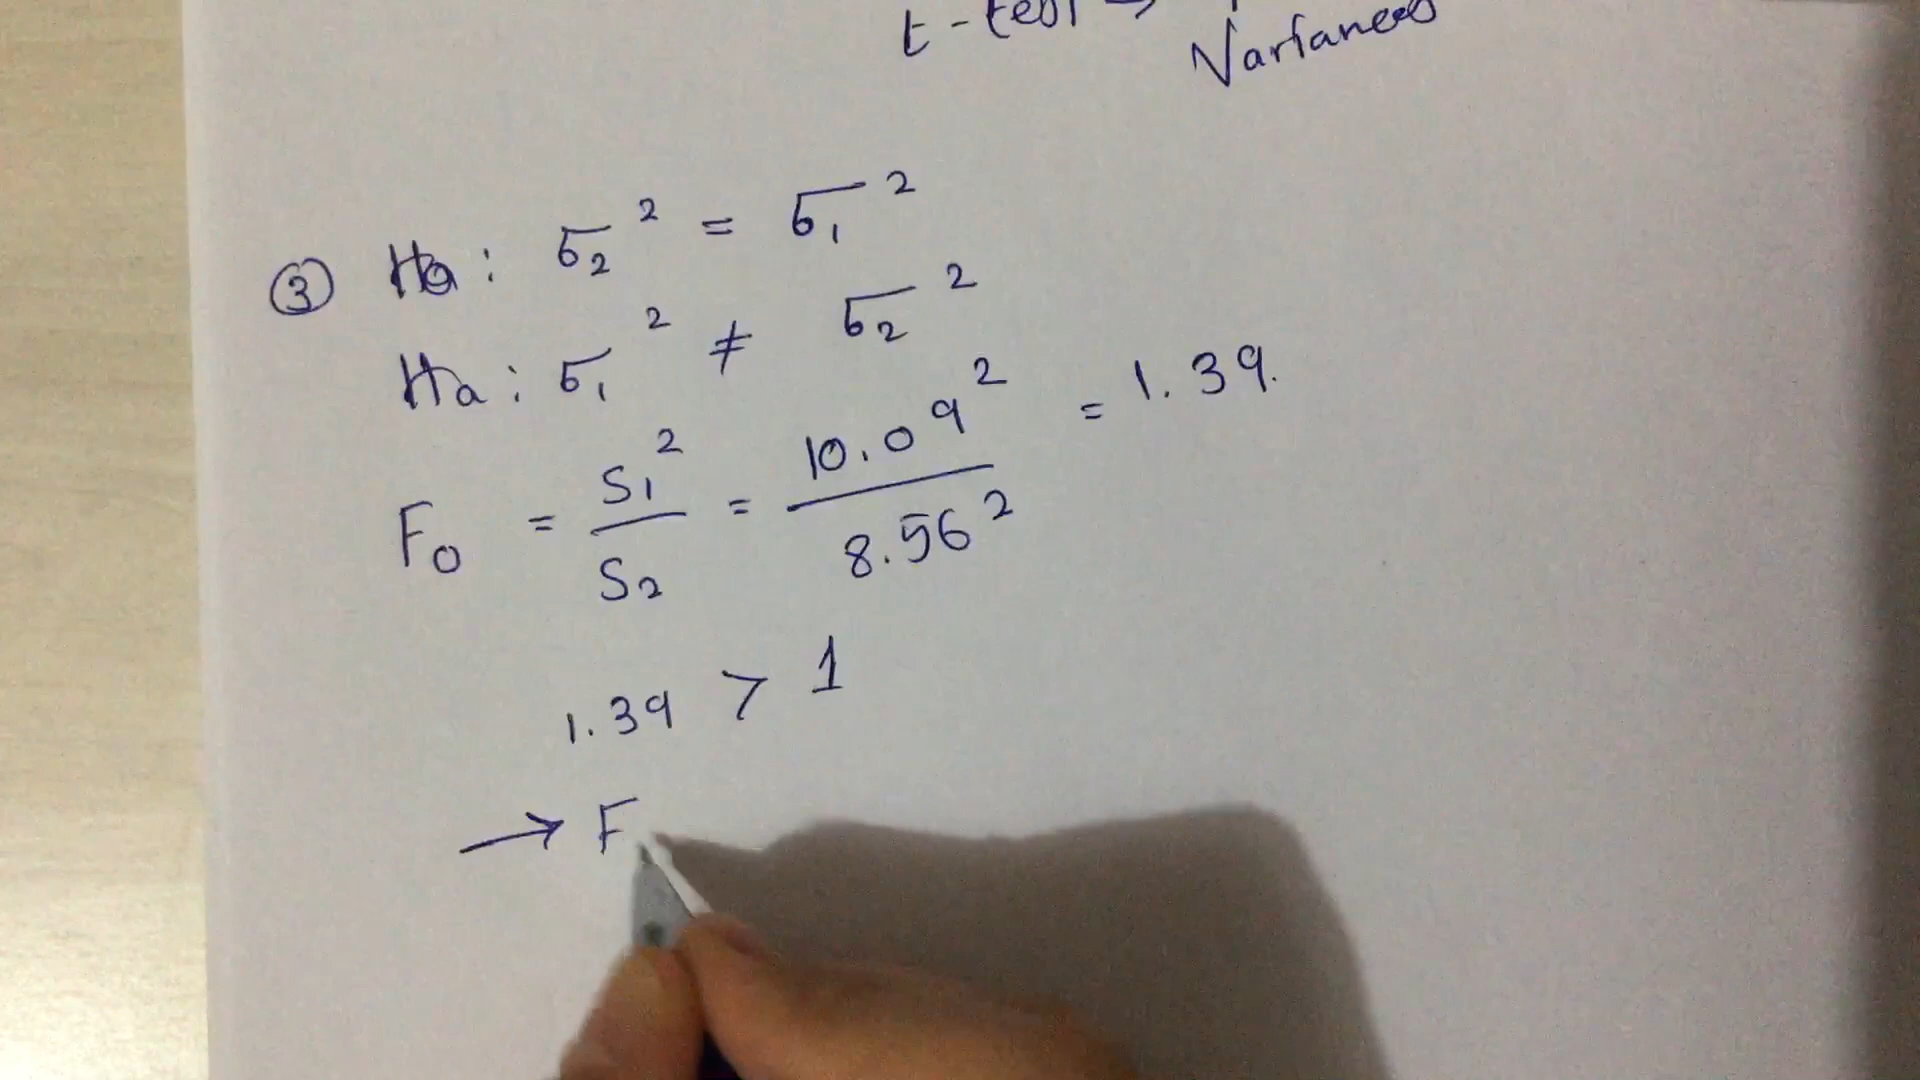 t - test →
Variances
③ H₀ : σ₂² = σ₁²
Ha : σ₁² ≠ σ₂²
F₀ = S₁² / S₂ = 10.09² / 8.56² = 1.39.
1.39 > 1
→ F